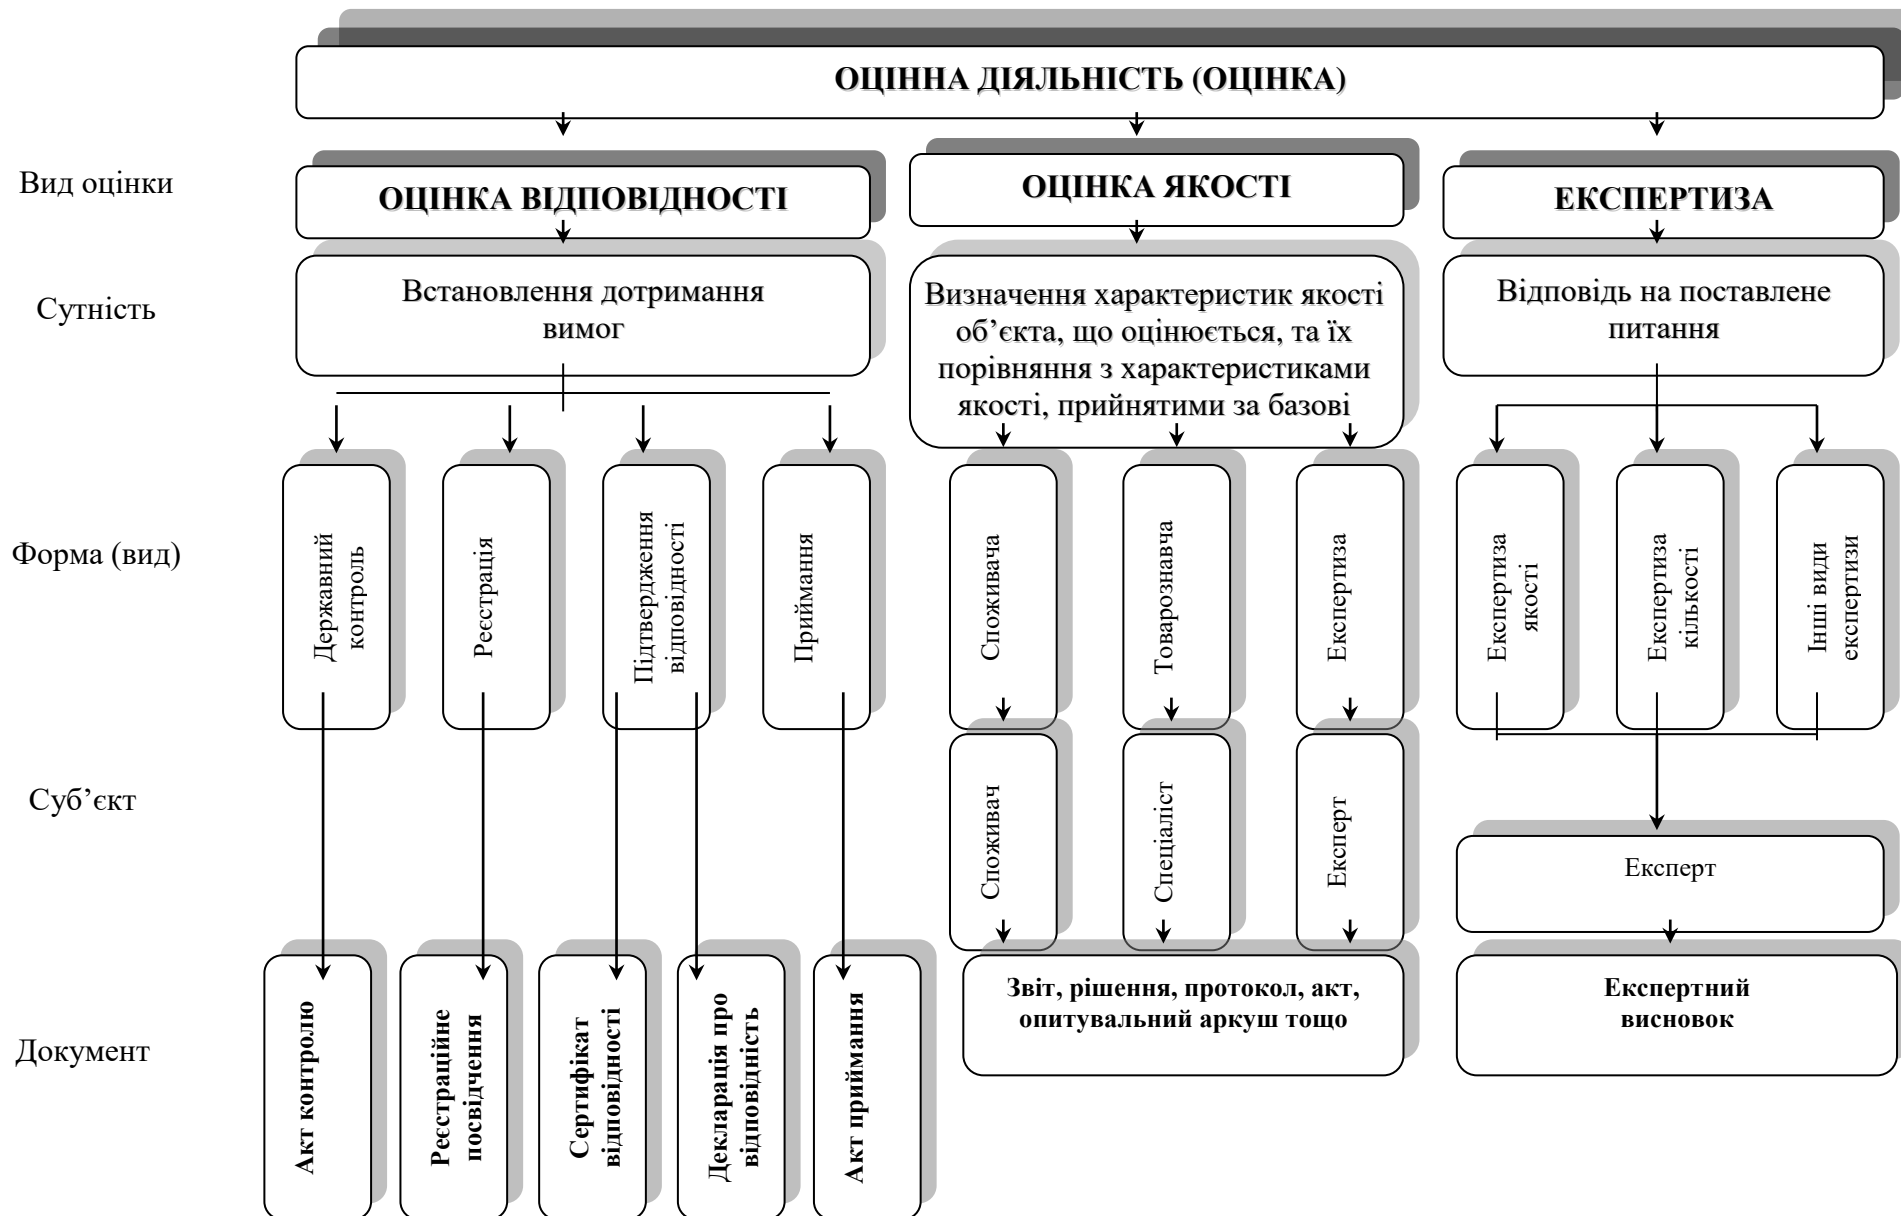 ОЦІННА ДІЯЛЬНІСТЬ (ОЦІНКА)
Вид оцінки
ОЦІНКА ВІДПОВІДНОСТІ
ОЦІНКА ЯКОСТІ
ЕКСПЕРТИЗА
Сутність
Встановлення дотримання
вимог
Визначення характеристик якості
об’єкта, що оцінюється, та їх
порівняння з характеристиками
якості, прийнятими за базові
Відповідь на поставлене
питання
Форма (вид)
Державний
контроль
Реєстрація
Підтвердження
відповідності
Приймання
Споживача
Товарознавча
Експертиза
Експертиза
якості
Експертиза
кількості
Інші види
експертизи
Суб’єкт
Споживач
Спеціаліст
Експерт
Експерт
Документ
Акт контролю
Реєстраційне
посвідчення
Сертифікат
відповідності
Декларація про
відповідність
Акт приймання
Звіт, рішення, протокол, акт,
опитувальний аркуш тощо
Експертний
висновок